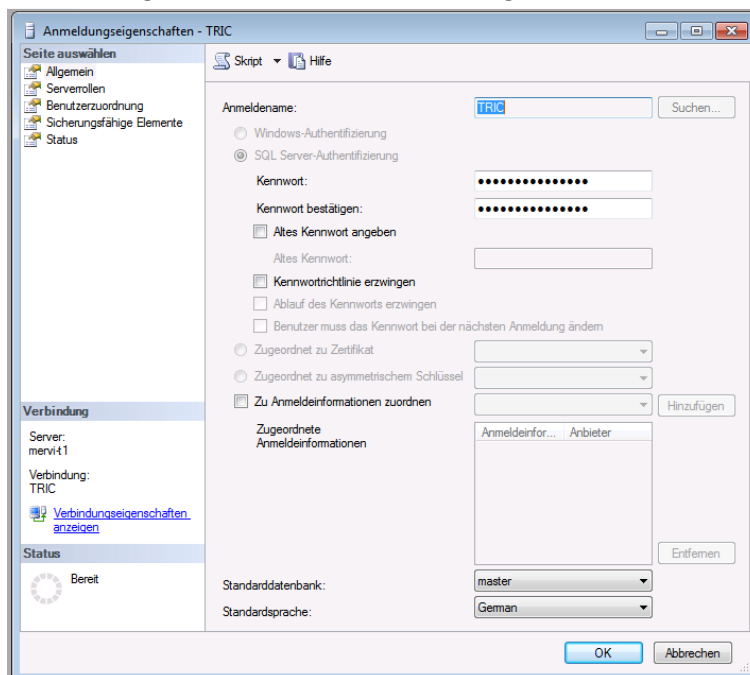 Anmeldungseigenschaften - TRIC
Seite auswählen
Allgemein
Serverrollen
Benutzerzuordnung
Sicherungsfähige Elemente
Status
Skript
Hilfe
Anmeldename:
TRIC
Suchen...
Windows-Authentifizierung
SQL Server-Authentifizierung
Kennwort:
●●●●●●●●●●●●●●●
Kennwort bestätigen:
●●●●●●●●●●●●●●●
Altes Kennwort angeben
Altes Kennwort:
Kennwortrichtlinie erzwingen
Ablauf des Kennworts erzwingen
Benutzer muss das Kennwort bei der nächsten Anmeldung ändern
Zugeordnet zu Zertifikat
Zugeordnet zu asymmetrischem Schlüssel
Zu Anmeldeinformationen zuordnen
Hinzufügen
Zugeordnete
Anmeldeinformationen
Anmeldeinfor... Anbieter
Entfernen
Standarddatenbank:
master
Standardsprache:
German
Verbindung
Server:
mervi-t1
Verbindung:
TRIC
Verbindungseigenschaften
anzeigen
Status
Bereit
OK
Abbrechen